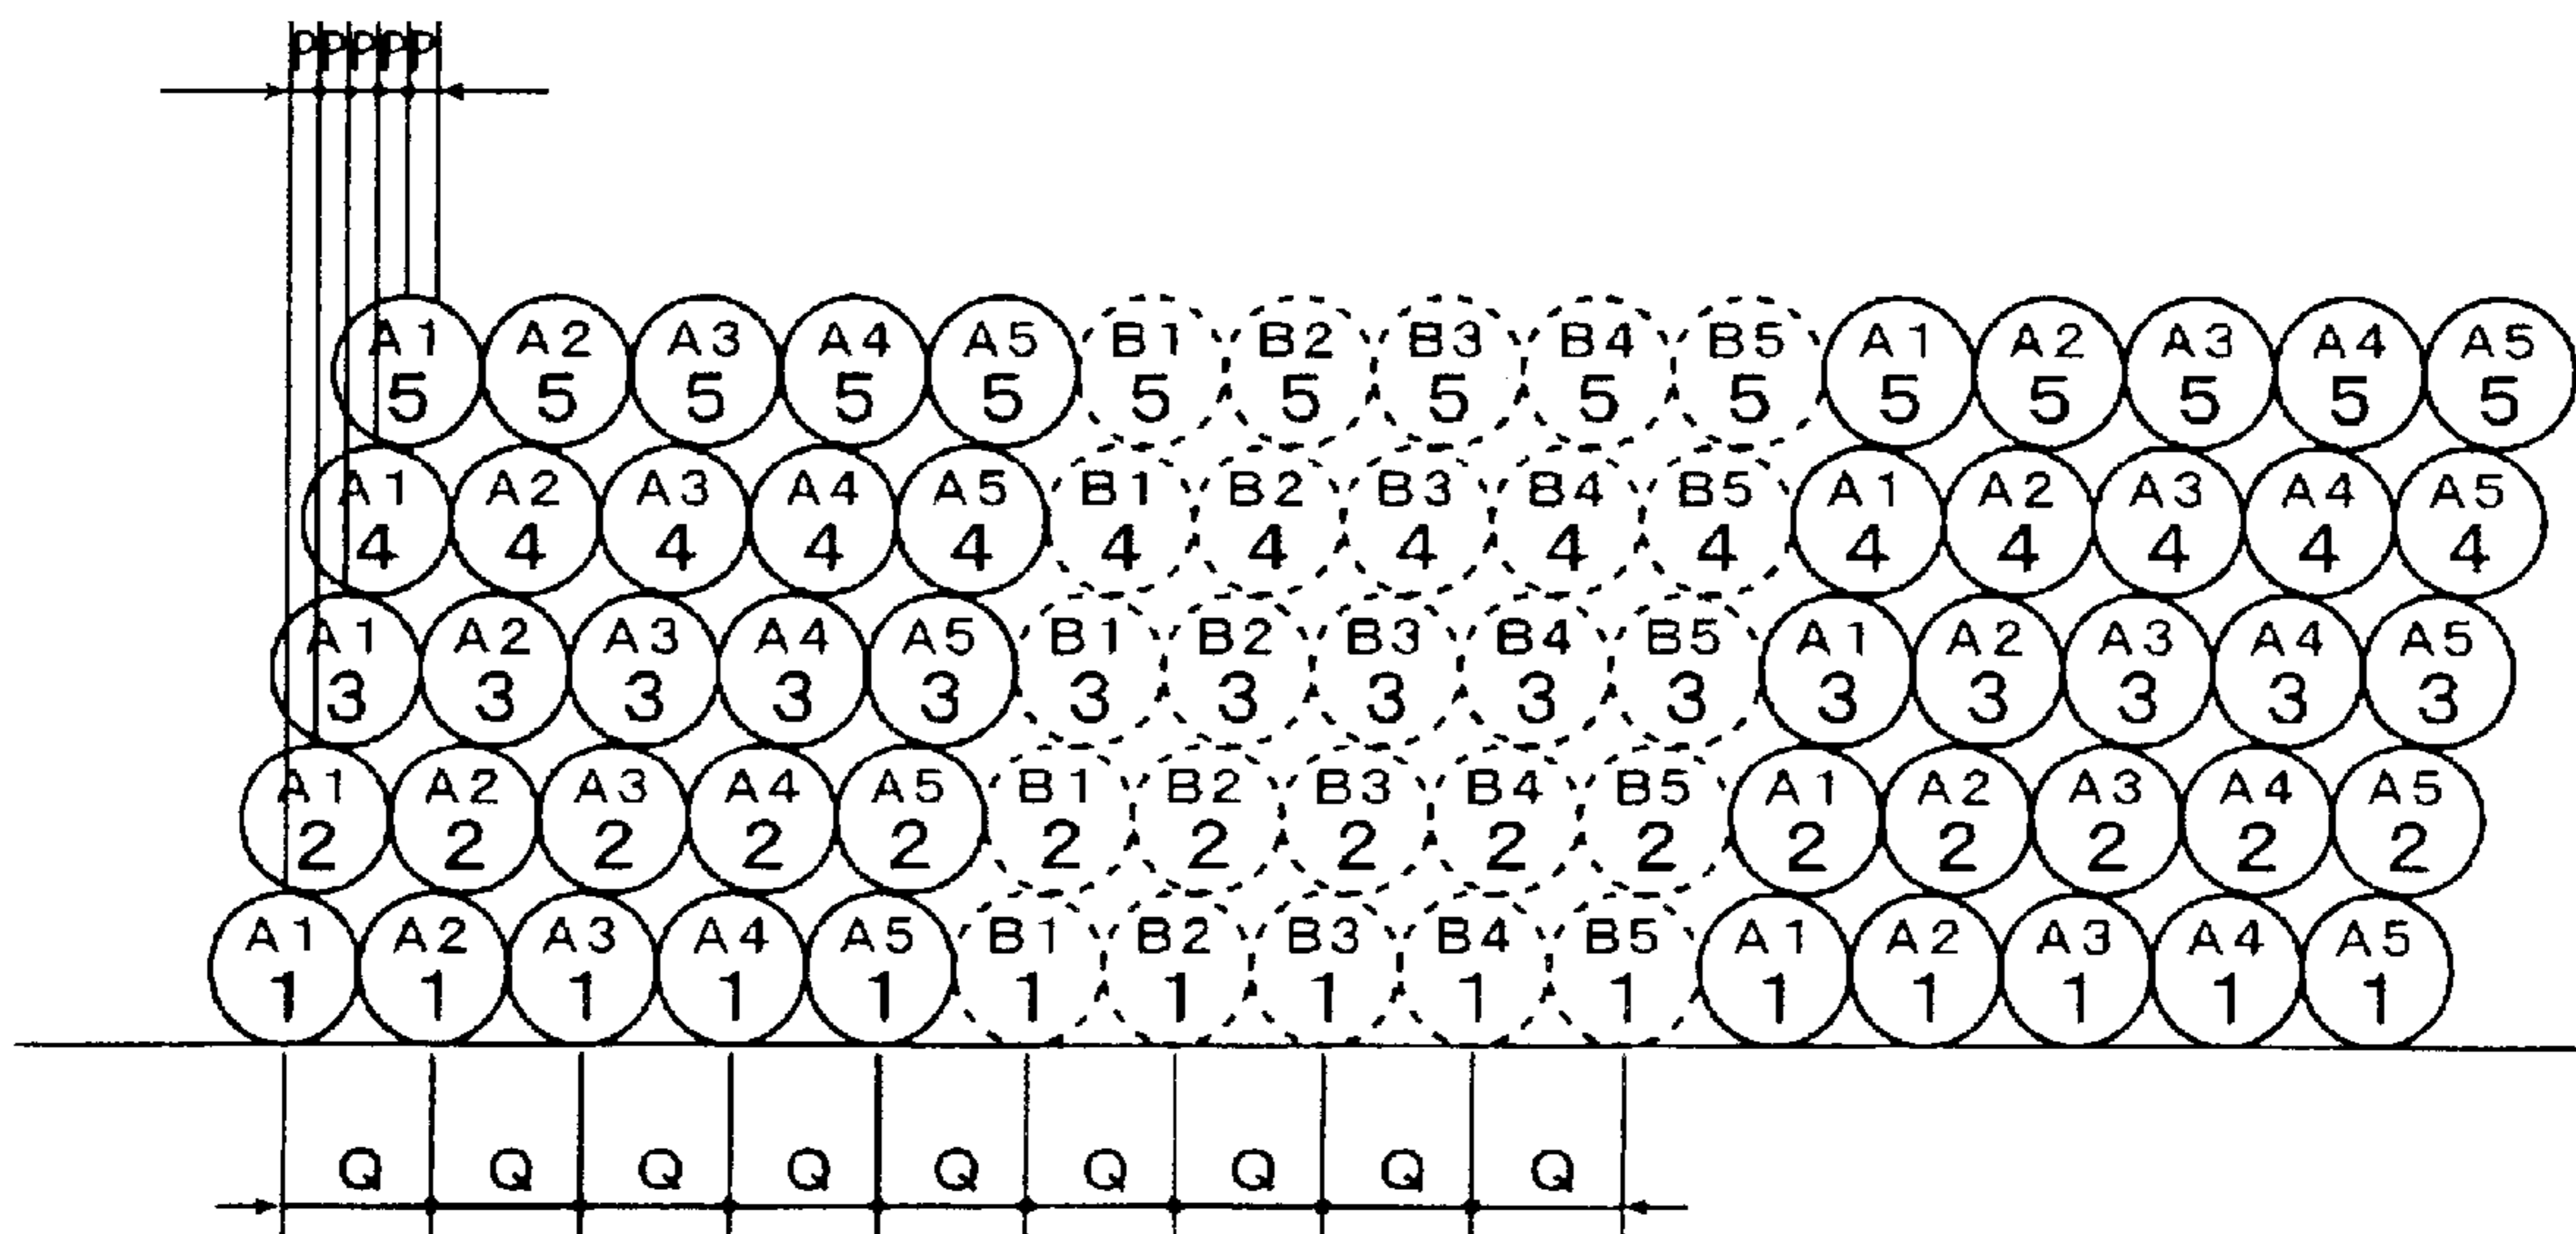 P P P P P
A1 A2 A3 A4 A5 B1 B2 B3 B4 B5 A1 A2 A3 A4 A5
5 5 5 5 5 5 5 5 5 5 5 5 5 5 5
A1 A2 A3 A4 A5 B1 B2 B3 B4 B5 A1 A2 A3 A4 A5
4 4 4 4 4 4 4 4 4 4 4 4 4 4 4
A1 A2 A3 A4 A5 B1 B2 B3 B4 B5 A1 A2 A3 A4 A5
3 3 3 3 3 3 3 3 3 3 3 3 3 3 3
A1 A2 A3 A4 A5 B1 B2 B3 B4 B5 A1 A2 A3 A4 A5
2 2 2 2 2 2 2 2 2 2 2 2 2 2 2
A1 A2 A3 A4 A5 B1 B2 B3 B4 B5 A1 A2 A3 A4 A5
1 1 1 1 1 1 1 1 1 1 1 1 1 1 1
Q Q Q Q Q Q Q Q Q